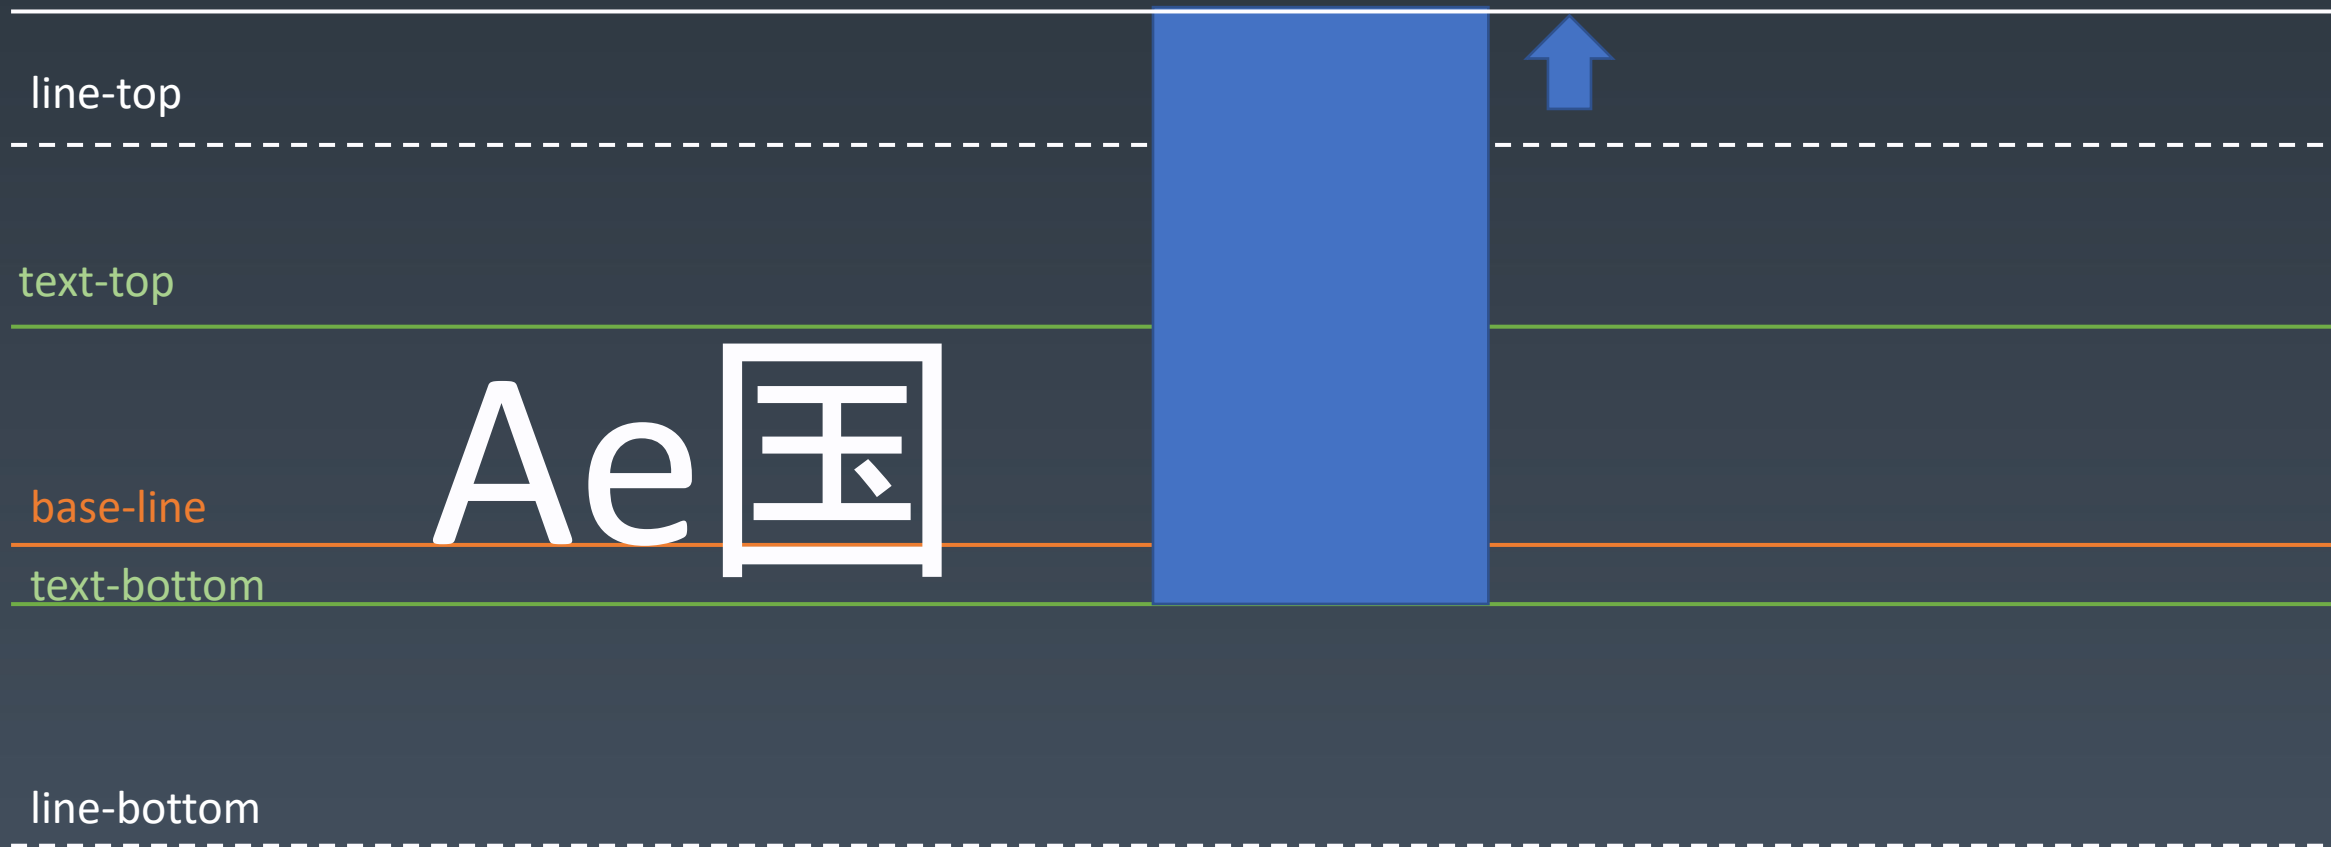 line-top
text-top
Ae国
base-line
text-bottom
line-bottom